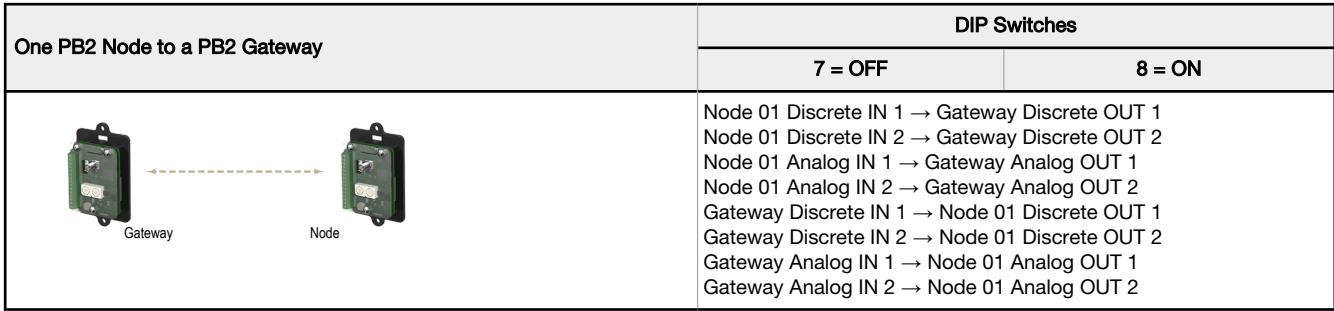 One PB2 Node to a PB2 Gateway
DIP Switches
7 = OFF
8 = ON
Gateway
Node
Node 01 Discrete IN 1 → Gateway Discrete OUT 1
Node 01 Discrete IN 2 → Gateway Discrete OUT 2
Node 01 Analog IN 1 → Gateway Analog OUT 1
Node 01 Analog IN 2 → Gateway Analog OUT 2
Gateway Discrete IN 1 → Node 01 Discrete OUT 1
Gateway Discrete IN 2 → Node 01 Discrete OUT 2
Gateway Analog IN 1 → Node 01 Analog OUT 1
Gateway Analog IN 2 → Node 01 Analog OUT 2